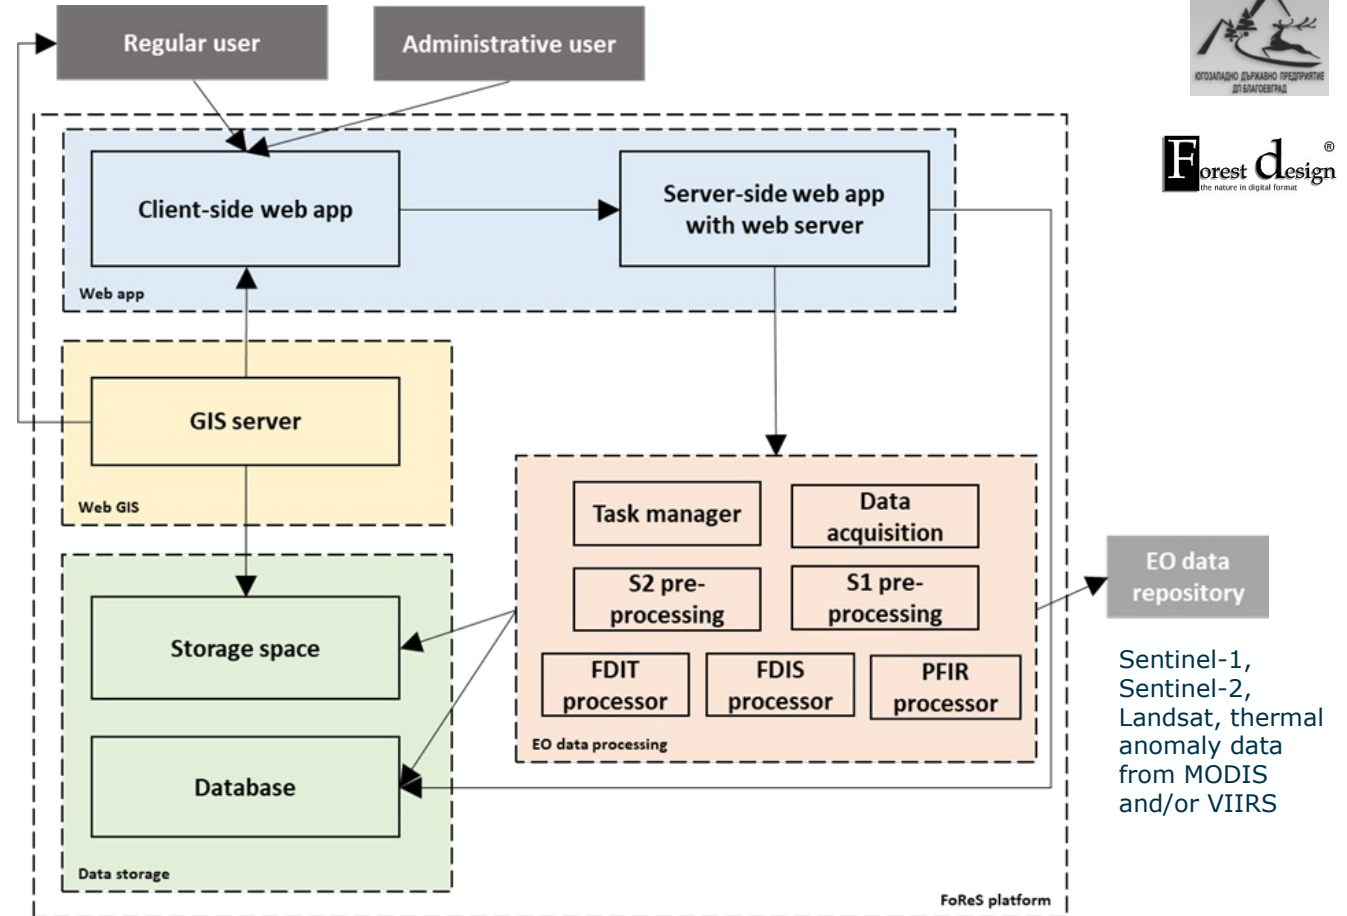 Regular user
Administrative user
ЮГОЗАПАДНО ДЪРЖАВНО ПРЕДПРИЯТИЕ
ДП БЛАГОЕВГРАД
Forest design ®
the nature in digital format
Client-side web app
Server-side web app
with web server
Web app
GIS server
Web GIS
Task manager
Data
acquisition
S2 pre-
processing
S1 pre-
processing
FDIT
processor
FDIS
processor
PFIR
processor
EO data processing
EO data
repository
Sentinel-1,
Sentinel-2,
Landsat, thermal
anomaly data
from MODIS
and/or VIIRS
Storage space
Database
Data storage
FoReS platform